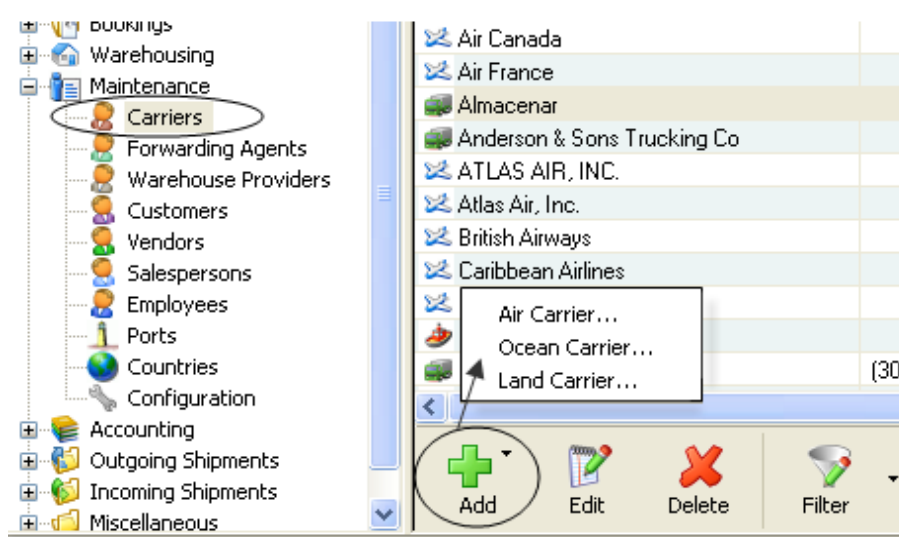 Bookings
Warehousing
Maintenance
Carriers
Forwarding Agents
Warehouse Providers
Customers
Vendors
Salespersons
Employees
Ports
Countries
Configuration
Accounting
Outgoing Shipments
Incoming Shipments
Miscellaneous
Air Canada
Air France
Almacenar
Anderson & Sons Trucking Co
ATLAS AIR, INC.
Atlas Air, Inc.
British Airways
Caribbean Airlines
Air Carrier...
Ocean Carrier...
Land Carrier...
(30
Add Edit Delete Filter